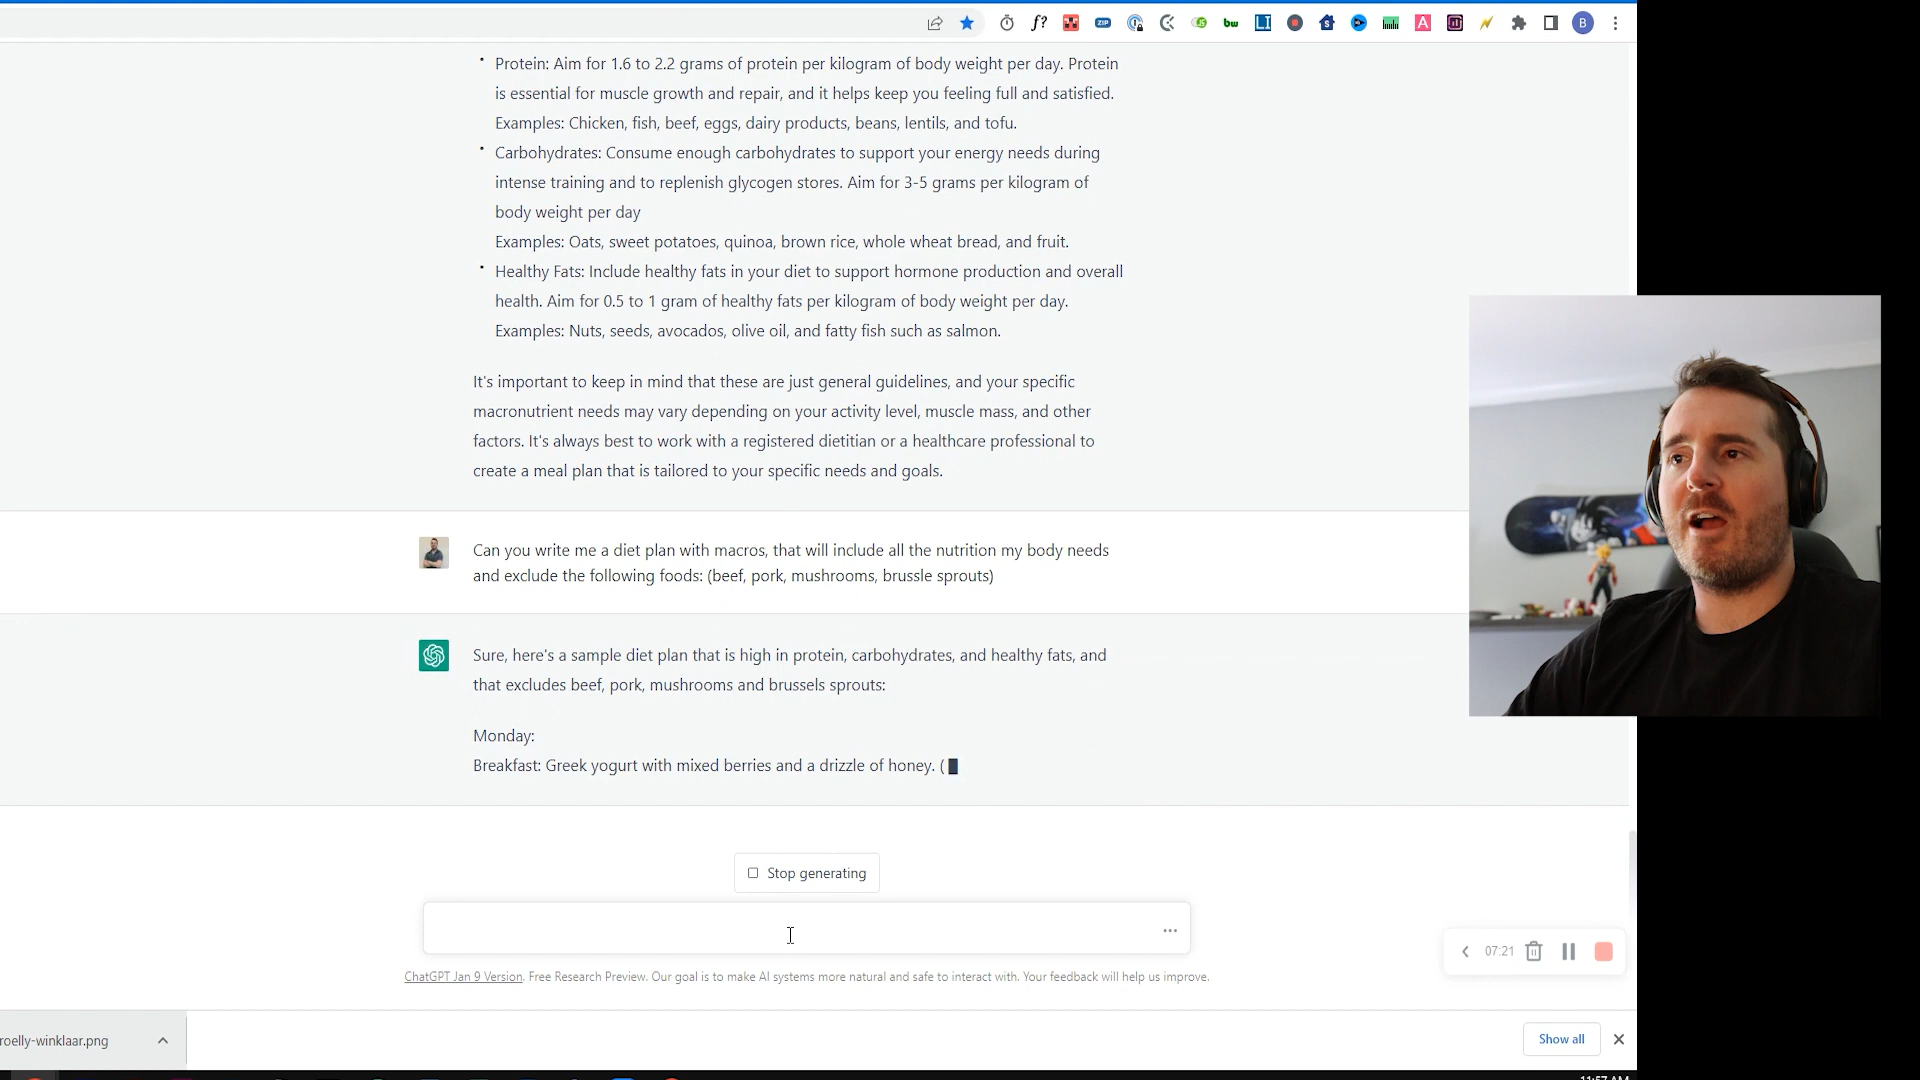 ZIP
bw
LI
A
B
Protein: Aim for 1.6 to 2.2 grams of protein per kilogram of body weight per day. Protein
is essential for muscle growth and repair, and it helps keep you feeling full and satisfied.
Examples: Chicken, fish, beef, eggs, dairy products, beans, lentils, and tofu.
Carbohydrates: Consume enough carbohydrates to support your energy needs during
intense training and to replenish glycogen stores. Aim for 3-5 grams per kilogram of
body weight per day
Examples: Oats, sweet potatoes, quinoa, brown rice, whole wheat bread, and fruit.
Healthy Fats: Include healthy fats in your diet to support hormone production and overall
health. Aim for 0.5 to 1 gram of healthy fats per kilogram of body weight per day.
Examples: Nuts, seeds, avocados, olive oil, and fatty fish such as salmon.
It's important to keep in mind that these are just general guidelines, and your specific
macronutrient needs may vary depending on your activity level, muscle mass, and other
factors. It's always best to work with a registered dietitian or a healthcare professional to
create a meal plan that is tailored to your specific needs and goals.
Can you write me a diet plan with macros, that will include all the nutrition my body needs
and exclude the following foods: (beef, pork, mushrooms, brussle sprouts)
Sure, here's a sample diet plan that is high in protein, carbohydrates, and healthy fats, and
that excludes beef, pork, mushrooms and brussels sprouts:
Monday:
Breakfast: Greek yogurt with mixed berries and a drizzle of honey. (
Stop generating
07:21
ChatGPT Jan 9 Version. Free Research Preview. Our goal is to make AI systems more natural and safe to interact with. Your feedback will help us improve.
roelly-winklaar.png
Show all